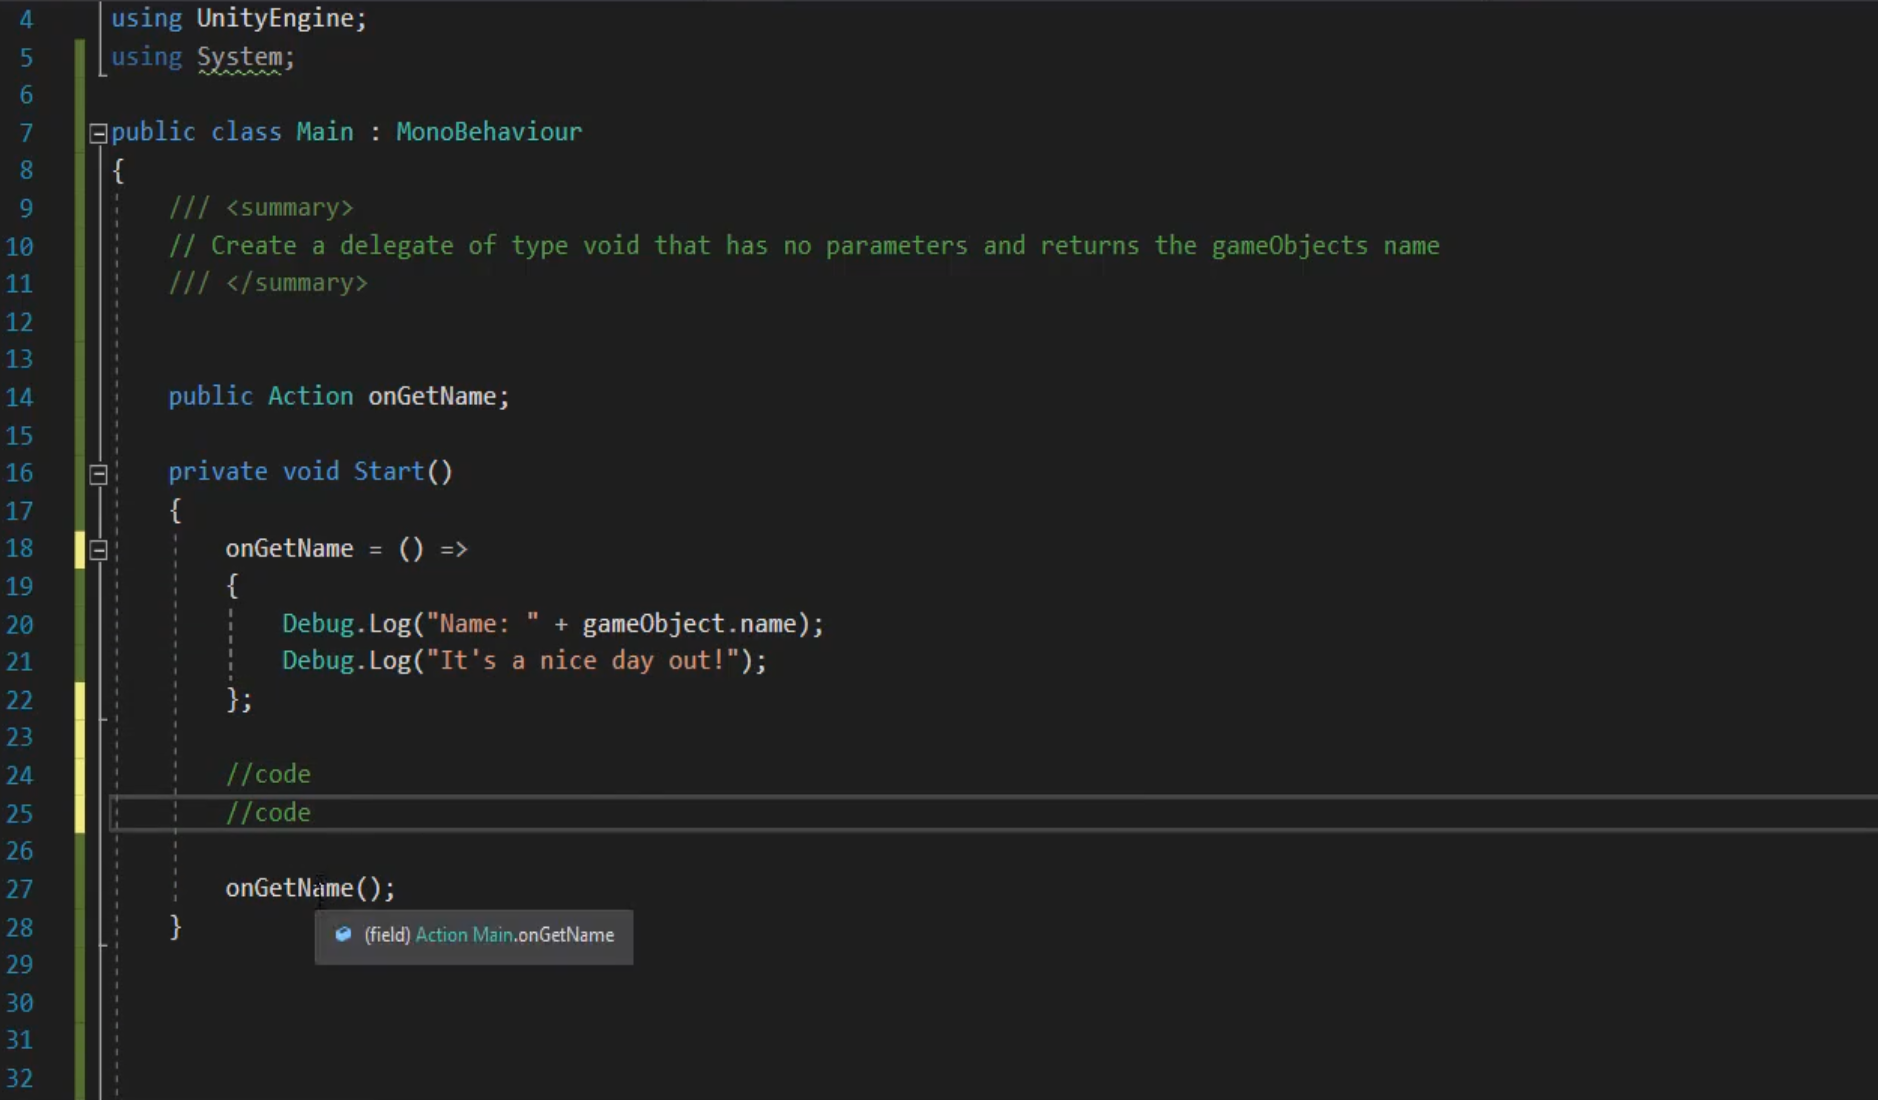 4 using UnityEngine;
5 using System;
6
7 public class Main : MonoBehaviour
8 {
9 /// <summary>
10 // Create a delegate of type void that has no parameters and returns the gameObjects name
11 /// </summary>
12
13
14 public Action onGetName;
15
16 private void Start()
17 {
18 onGetName = () =>
19 {
20 Debug.Log("Name: " + gameObject.name);
21 Debug.Log("It's a nice day out!");
22 };
23
24 //code
25 //code
26
27 onGetName();
28 }
(field) Action Main.onGetName
29
30
31
32